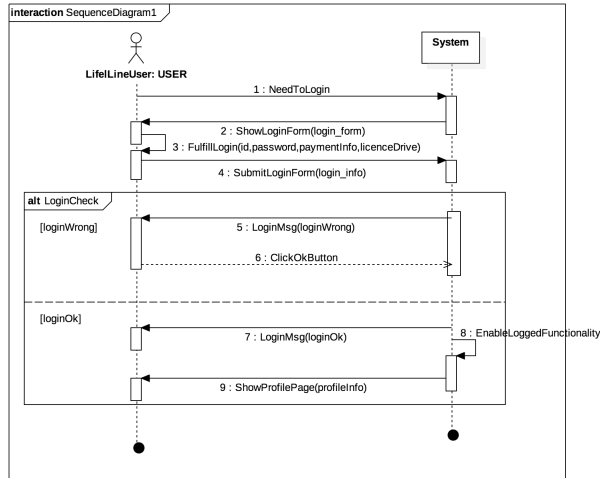 interaction SequenceDiagram1
System
LifelLineUser: USER
1 : NeedToLogin
2 : ShowLoginForm(login_form)
3 : FulfillLogin(id,password,paymentInfo,licenceDrive)
4 : SubmitLoginForm(login_info)
alt LoginCheck
[loginWrong]
5 : LoginMsg(loginWrong)
6 : ClickOkButton
[loginOk]
7 : LoginMsg(loginOk)
8 : EnableLoggedFunctionality
9 : ShowProfilePage(profileInfo)